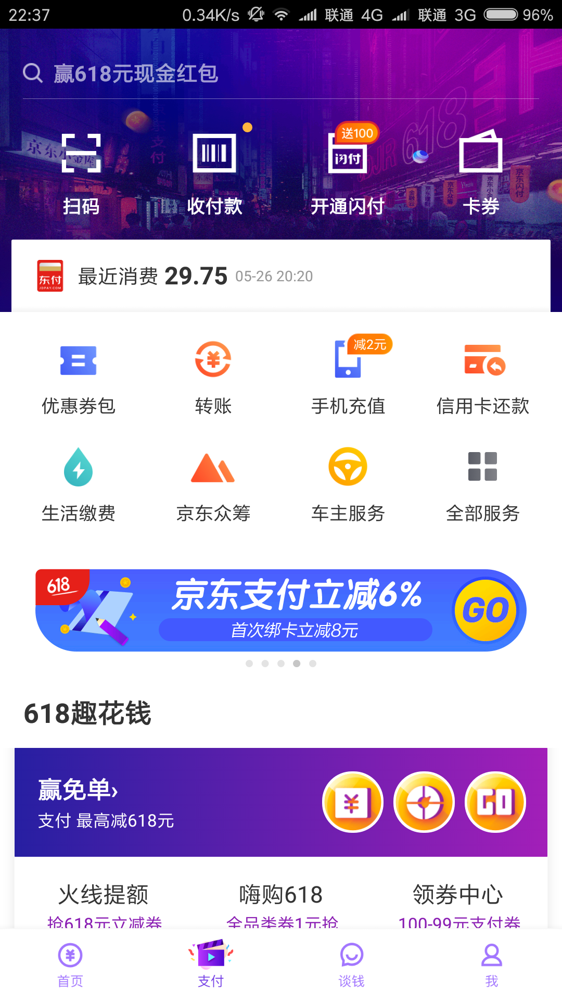 22:37 0.34K/s 联通 4G 联通 3G 96%
赢618元现金红包
送100
闪付
扫码 收付款 开通闪付 卡券
东付 JDPAY.COM 最近消费 29.75 05-26 20:20
减2元
优惠券包 转账 手机充值 信用卡还款
生活缴费 京东众筹 车主服务 全部服务
618 京东支付立减6% GO
首次绑卡立减8元
618趣花钱
赢免单›
支付 最高减618元
GO
火线提额 嗨购618 领券中心
抢618元立减券 全品类券1元抢 100-99元支付券
首页 支付 谈钱 我